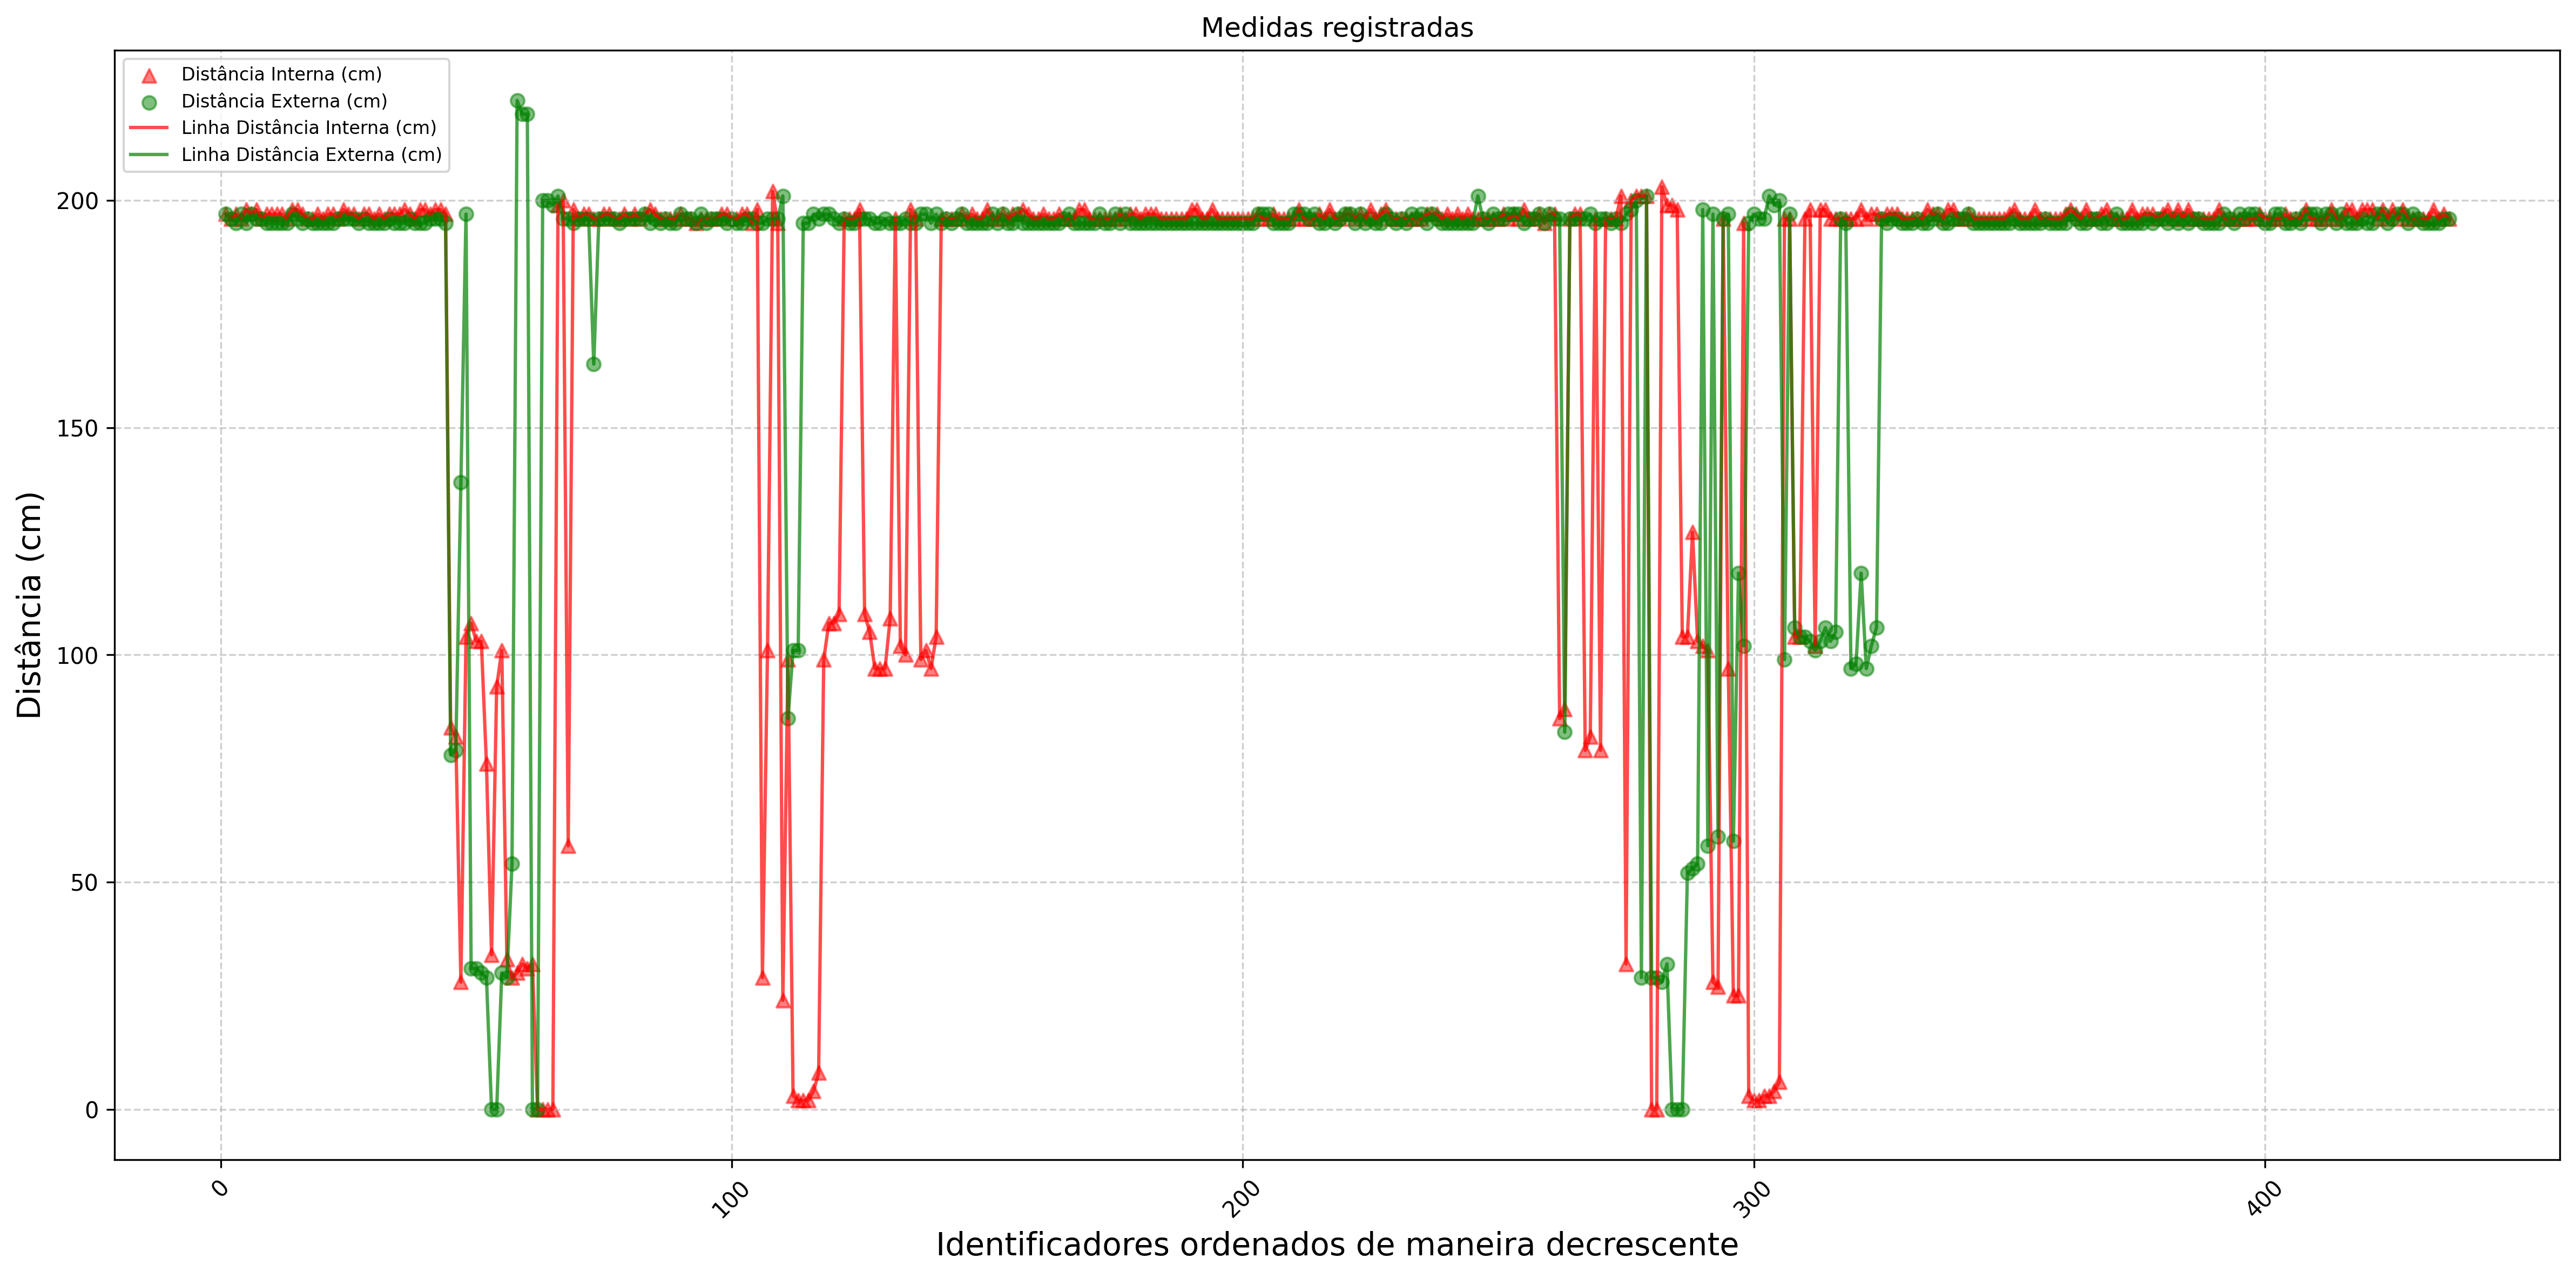 Medidas registradas
Distância Interna (cm)
Distância Externa (cm)
Linha Distância Interna (cm)
Linha Distância Externa (cm)
Distância (cm)
200
150
100
50
0
0
100
200
300
400
Identificadores ordenados de maneira decrescente